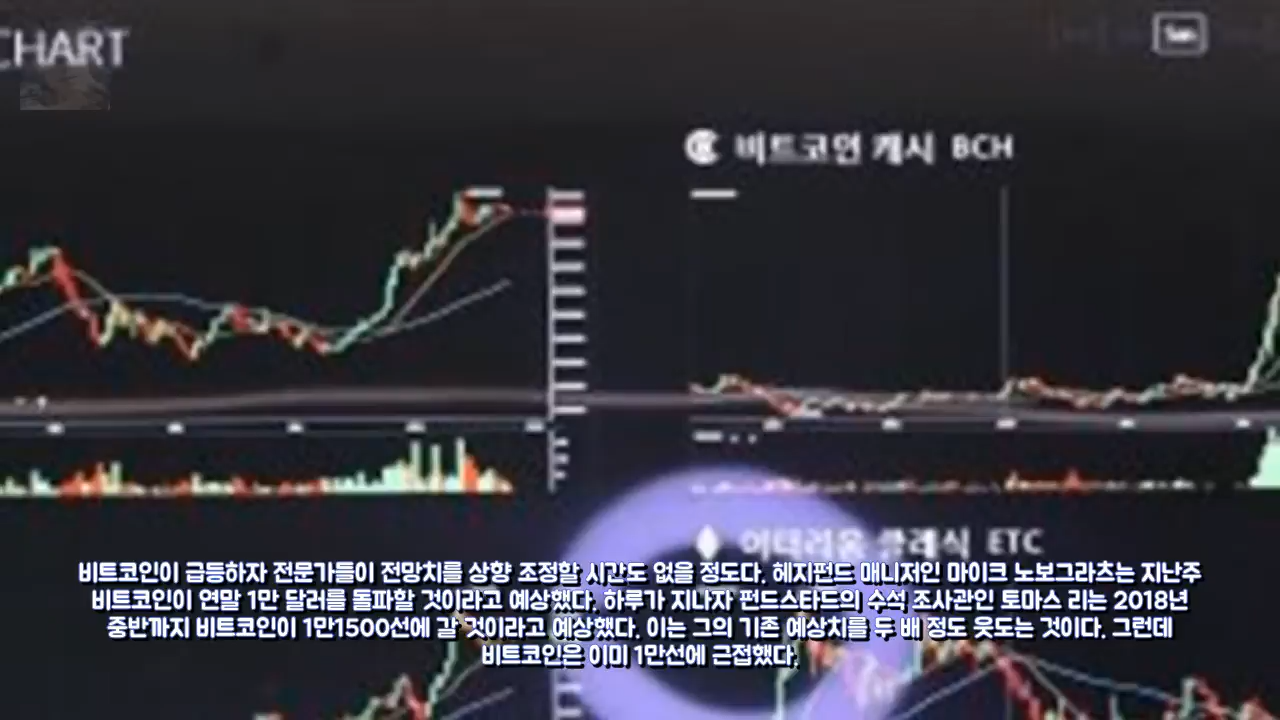 CHART
5m
비트코인 캐시 BCH
이더리움 클래식 ETC
비트코인이 급등하자 전문가들이 전망치를 상향 조정할 시간도 없을 정도다. 헤지펀드 매니저인 마이크 노보그라츠는 지난주
비트코인이 연말 1만 달러를 돌파할 것이라고 예상했다. 하루가 지나자 펀드스타드의 수석 조사관인 토마스 리는 2018년
중반까지 비트코인이 1만1500선에 갈 것이라고 예상했다. 이는 그의 기존 예상치를 두 배 정도 웃도는 것이다. 그런데
비트코인은 이미 1만선에 근접했다.